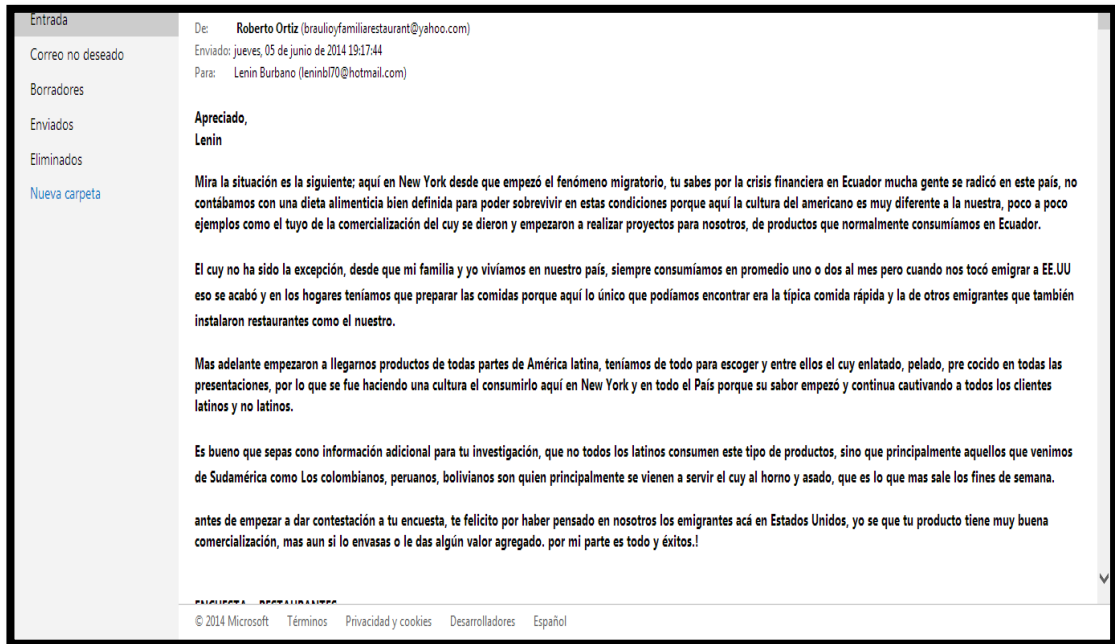 Entrada
Correo no deseado
Borradores
Enviados
Eliminados
Nueva carpeta
De: Roberto Ortiz (braulioyfamiliarestaurant@yahoo.com)
Enviado: jueves, 05 de junio de 2014 19:17:44
Para: Lenin Burbano (leninbl70@hotmail.com)
Apreciado,
Lenin
Mira la situación es la siguiente; aquí en New York desde que empezó el fenómeno migratorio, tu sabes por la crisis financiera en Ecuador mucha gente se radicó en este país, no
contábamos con una dieta alimenticia bien definida para poder sobrevivir en estas condiciones porque aquí la cultura del americano es muy diferente a la nuestra, poco a poco
ejemplos como el tuyo de la comercialización del cuy se dieron y empezaron a realizar proyectos para nosotros, de productos que normalmente consumíamos en Ecuador.
El cuy no ha sido la excepción, desde que mi familia y yo vivíamos en nuestro país, siempre consumíamos en promedio uno o dos al mes pero cuando nos tocó emigrar a EE.UU
eso se acabó y en los hogares teníamos que preparar las comidas porque aquí lo único que podíamos encontrar era la típica comida rápida y la de otros emigrantes que también
instalaron restaurantes como el nuestro.
Mas adelante empezaron a llegarnos productos de todas partes de América latina, teníamos de todo para escoger y entre ellos el cuy enlatado, pelado, pre cocido en todas las
presentaciones, por lo que se fue haciendo una cultura el consumirlo aquí en New York y en todo el País porque su sabor empezó y continua cautivando a todos los clientes
latinos y no latinos.
Es bueno que sepas cono información adicional para tu investigación, que no todos los latinos consumen este tipo de productos, sino que principalmente aquellos que venimos
de Sudamérica como Los colombianos, peruanos, bolivianos son quien principalmente se vienen a servir el cuy al horno y asado, que es lo que mas sale los fines de semana.
antes de empezar a dar contestación a tu encuesta, te felicito por haber pensado en nosotros los emigrantes acá en Estados Unidos, yo se que tu producto tiene muy buena
comercialización, mas aun si lo envasas o le das algún valor agregado. por mi parte es todo y éxitos.!
ENCUESTA RESTAURANTES
© 2014 Microsoft Términos Privacidad y cookies Desarrolladores Español